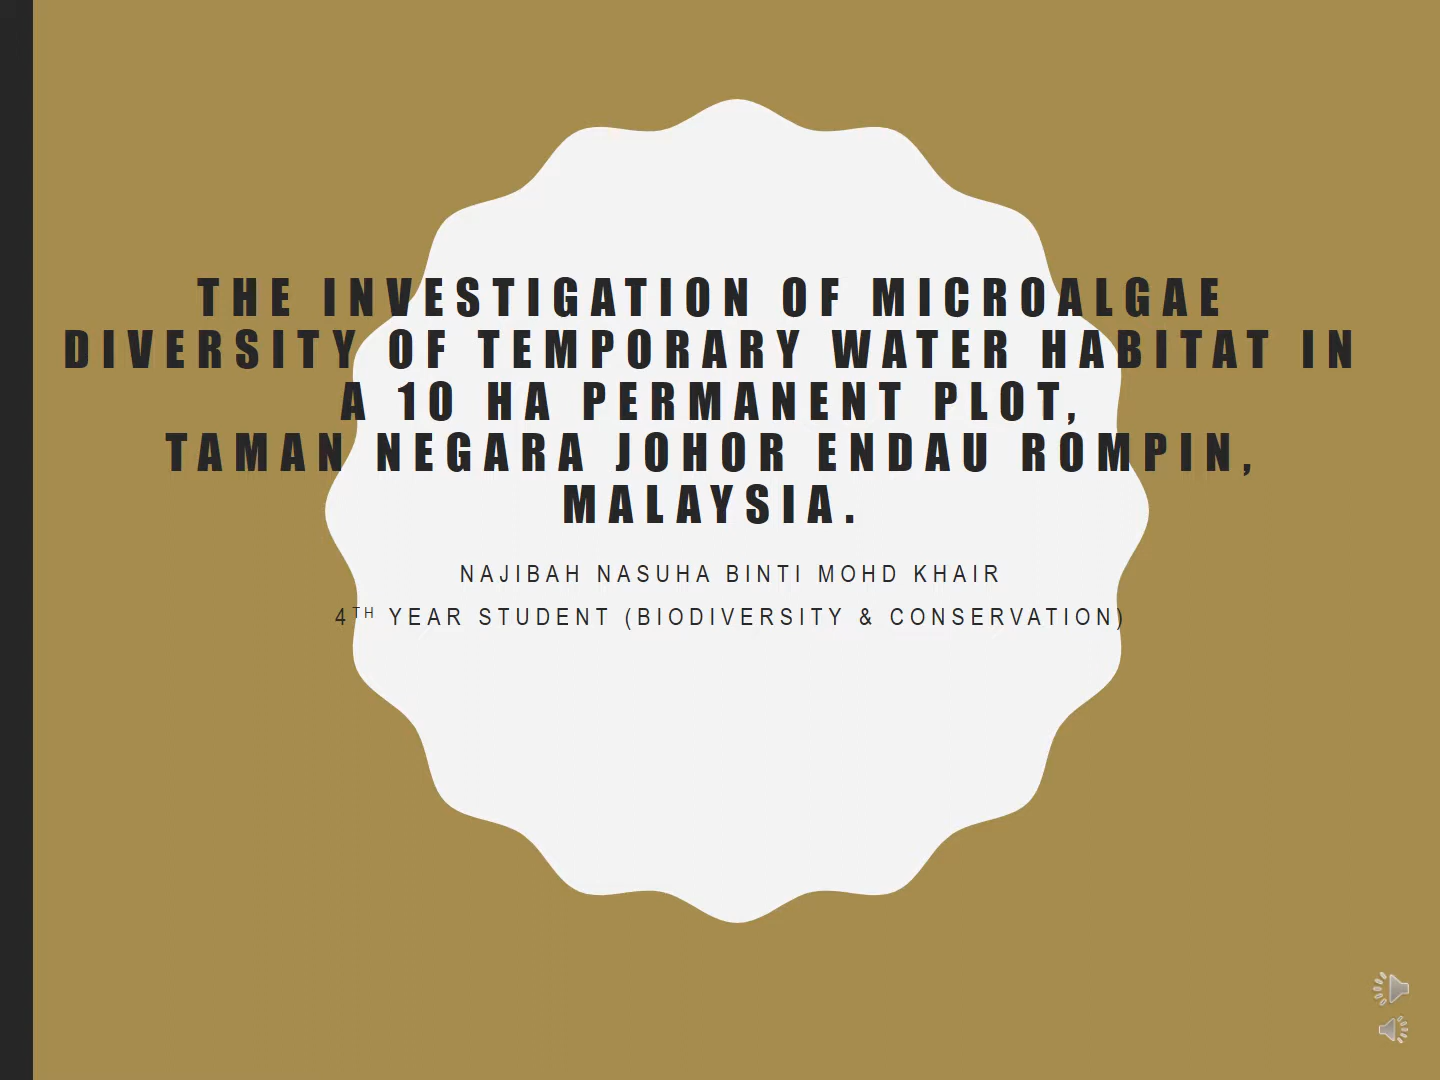 THE INVESTIGATION OF MICROALGAE
DIVERSITY OF TEMPORARY WATER HABITAT IN
A 10 HA PERMANENT PLOT,
TAMAN NEGARA JOHOR ENDAU ROMPIN,
MALAYSIA.
NAJIBAH NASUHA BINTI MOHD KHAIR
4TH YEAR STUDENT (BIODIVERSITY & CONSERVATION)